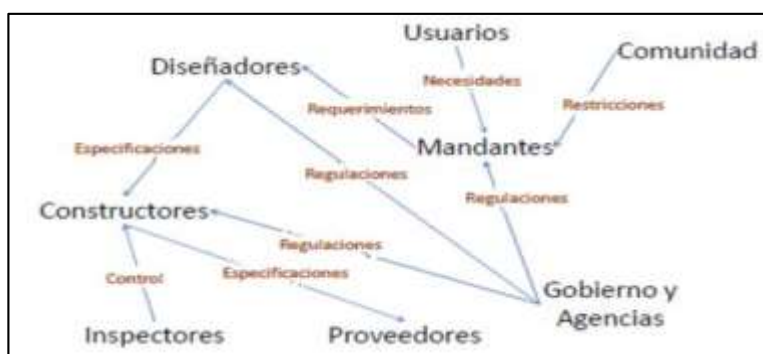 Usuarios
Comunidad
Diseñadores
Necesidades
Requerimientos
Restricciones
Especificaciones
Mandantes
Regulaciones
Regulaciones
Constructores
Regulaciones
Control
Especificaciones
Gobierno y
Agencias
Inspectores
Proveedores